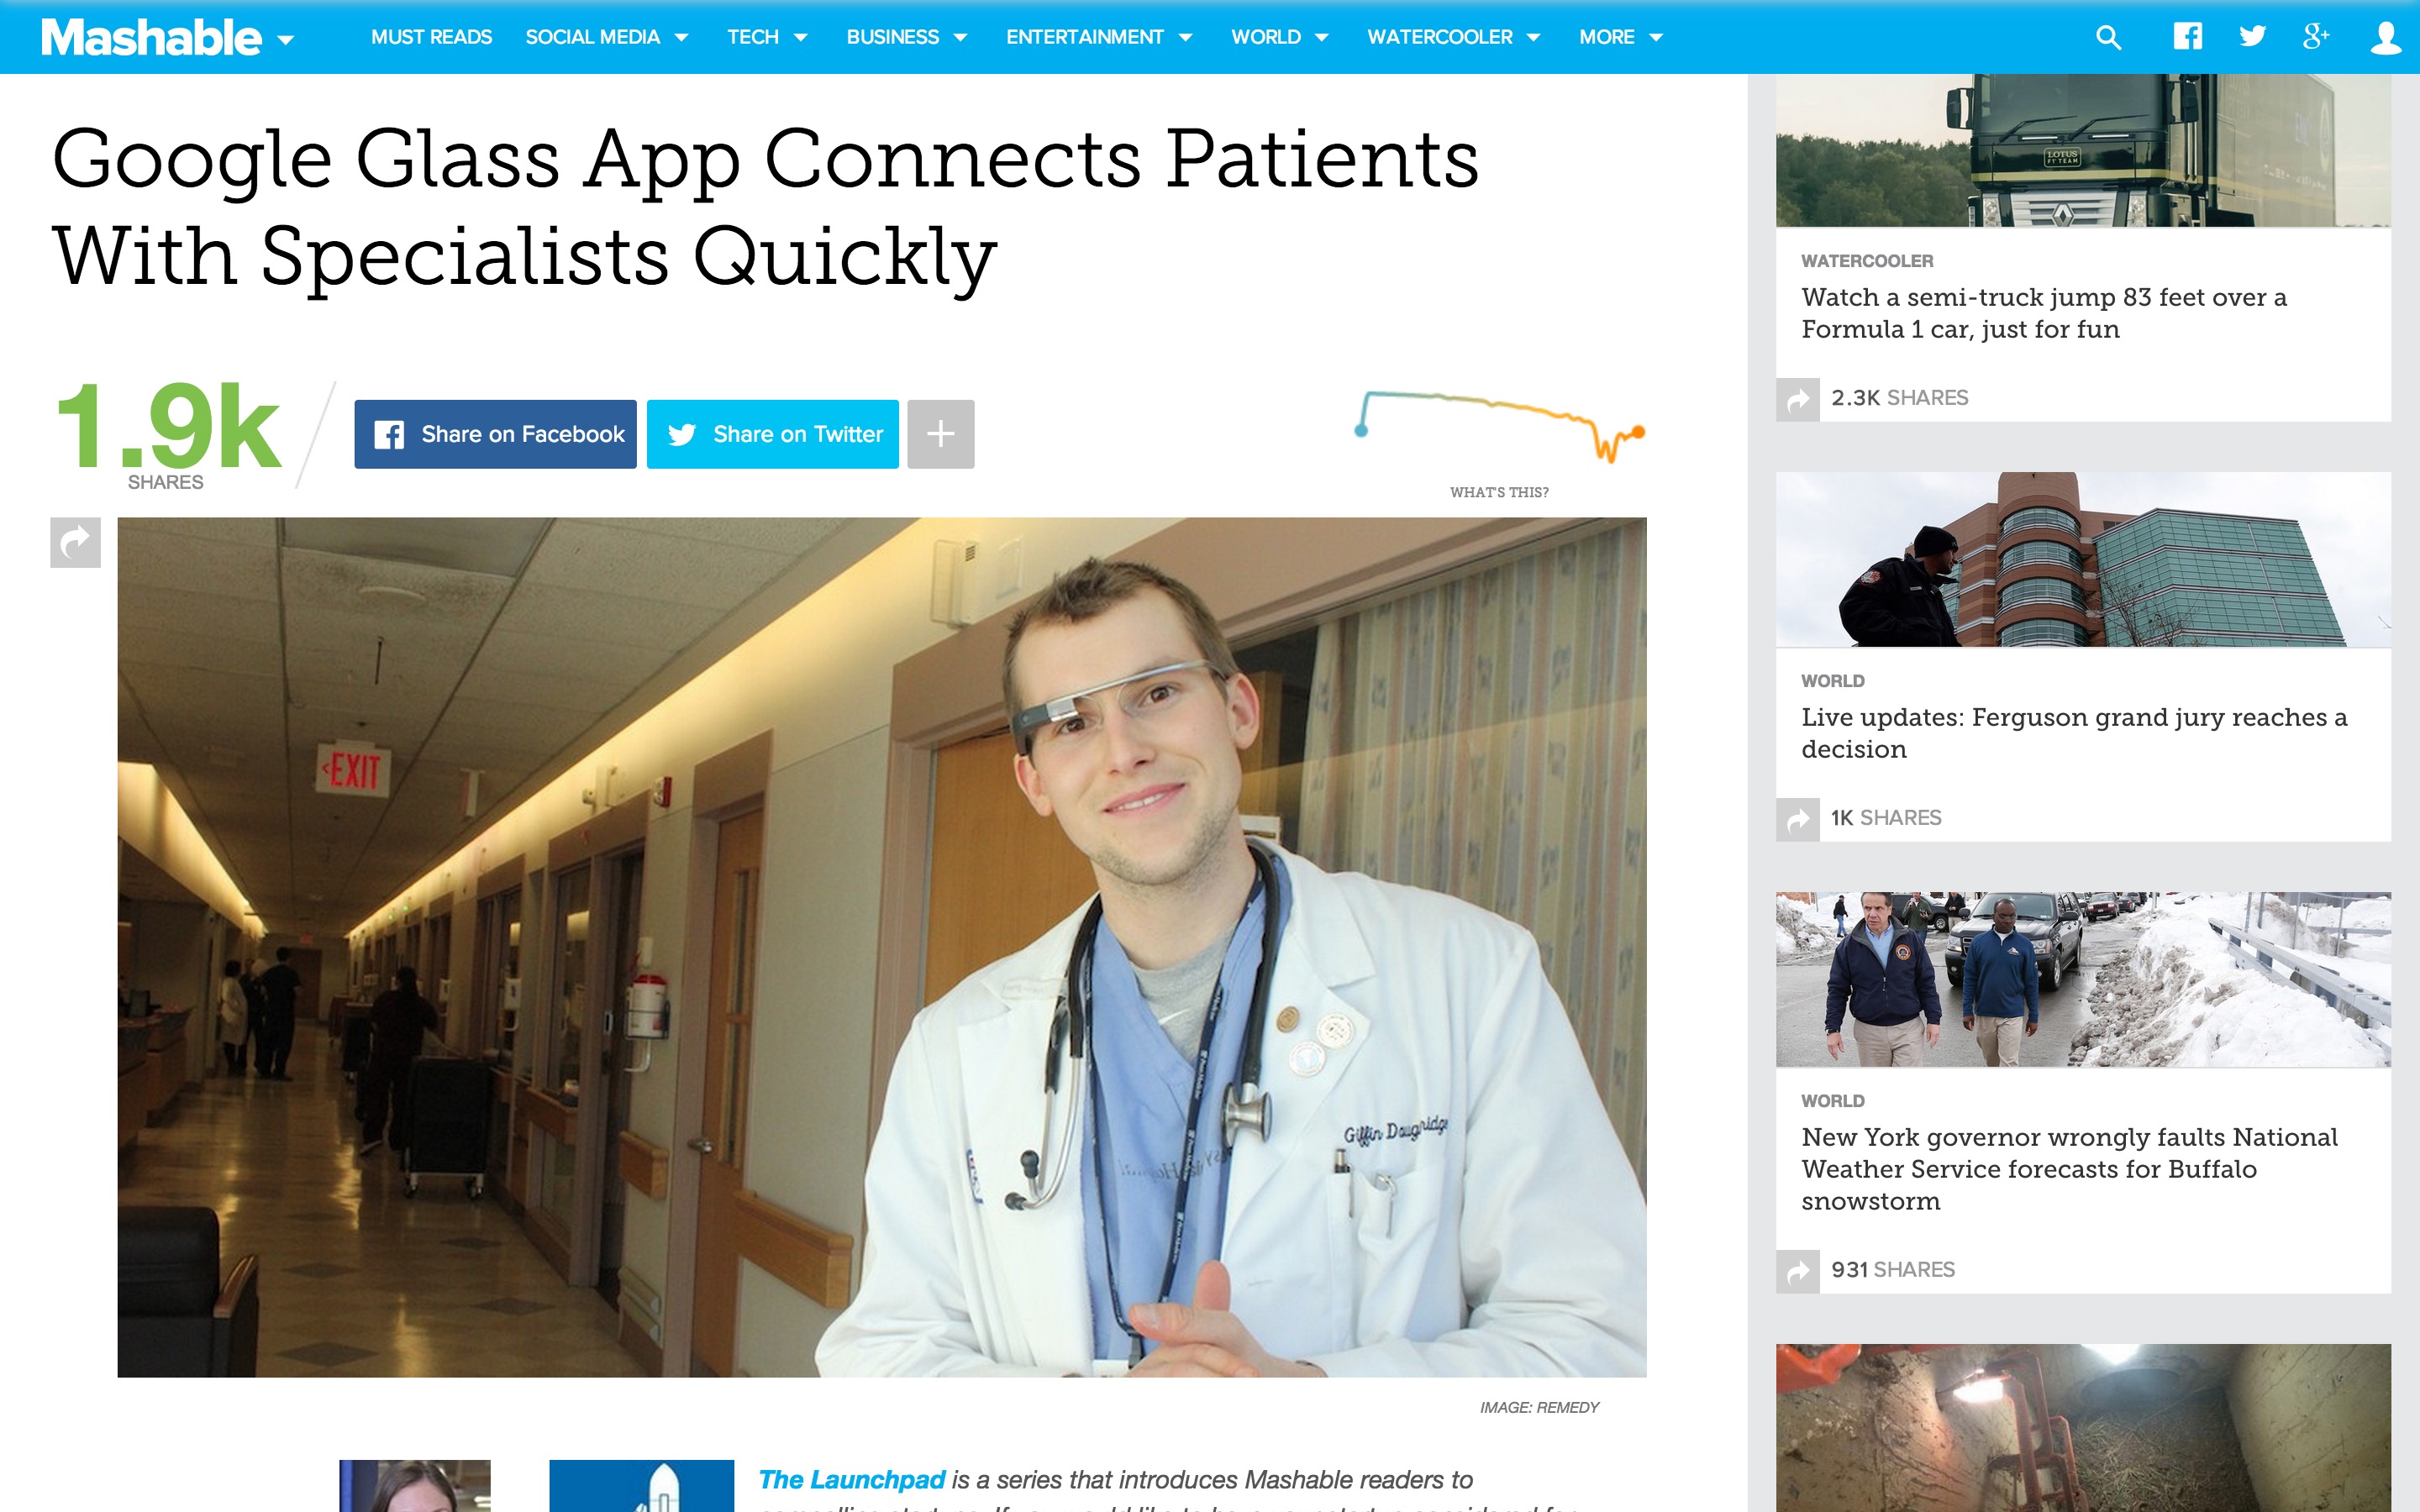 Mashable
MUST READS
SOCIAL MEDIA
TECH
BUSINESS
ENTERTAINMENT
WORLD
WATERCOOLER
MORE
Google Glass App Connects Patients
With Specialists Quickly
1.9k
SHARES
Share on Facebook
Share on Twitter
WHAT'S THIS?
<EXIT
Giffin Daughtridge
IMAGE: REMEDY
The Launchpad is a series that introduces Mashable readers to
LOTUS
F1 TEAM
WATERCOOLER
Watch a semi-truck jump 83 feet over a
Formula 1 car, just for fun
2.3K SHARES
WORLD
Live updates: Ferguson grand jury reaches a
decision
1K SHARES
WORLD
New York governor wrongly faults National
Weather Service forecasts for Buffalo
snowstorm
931 SHARES